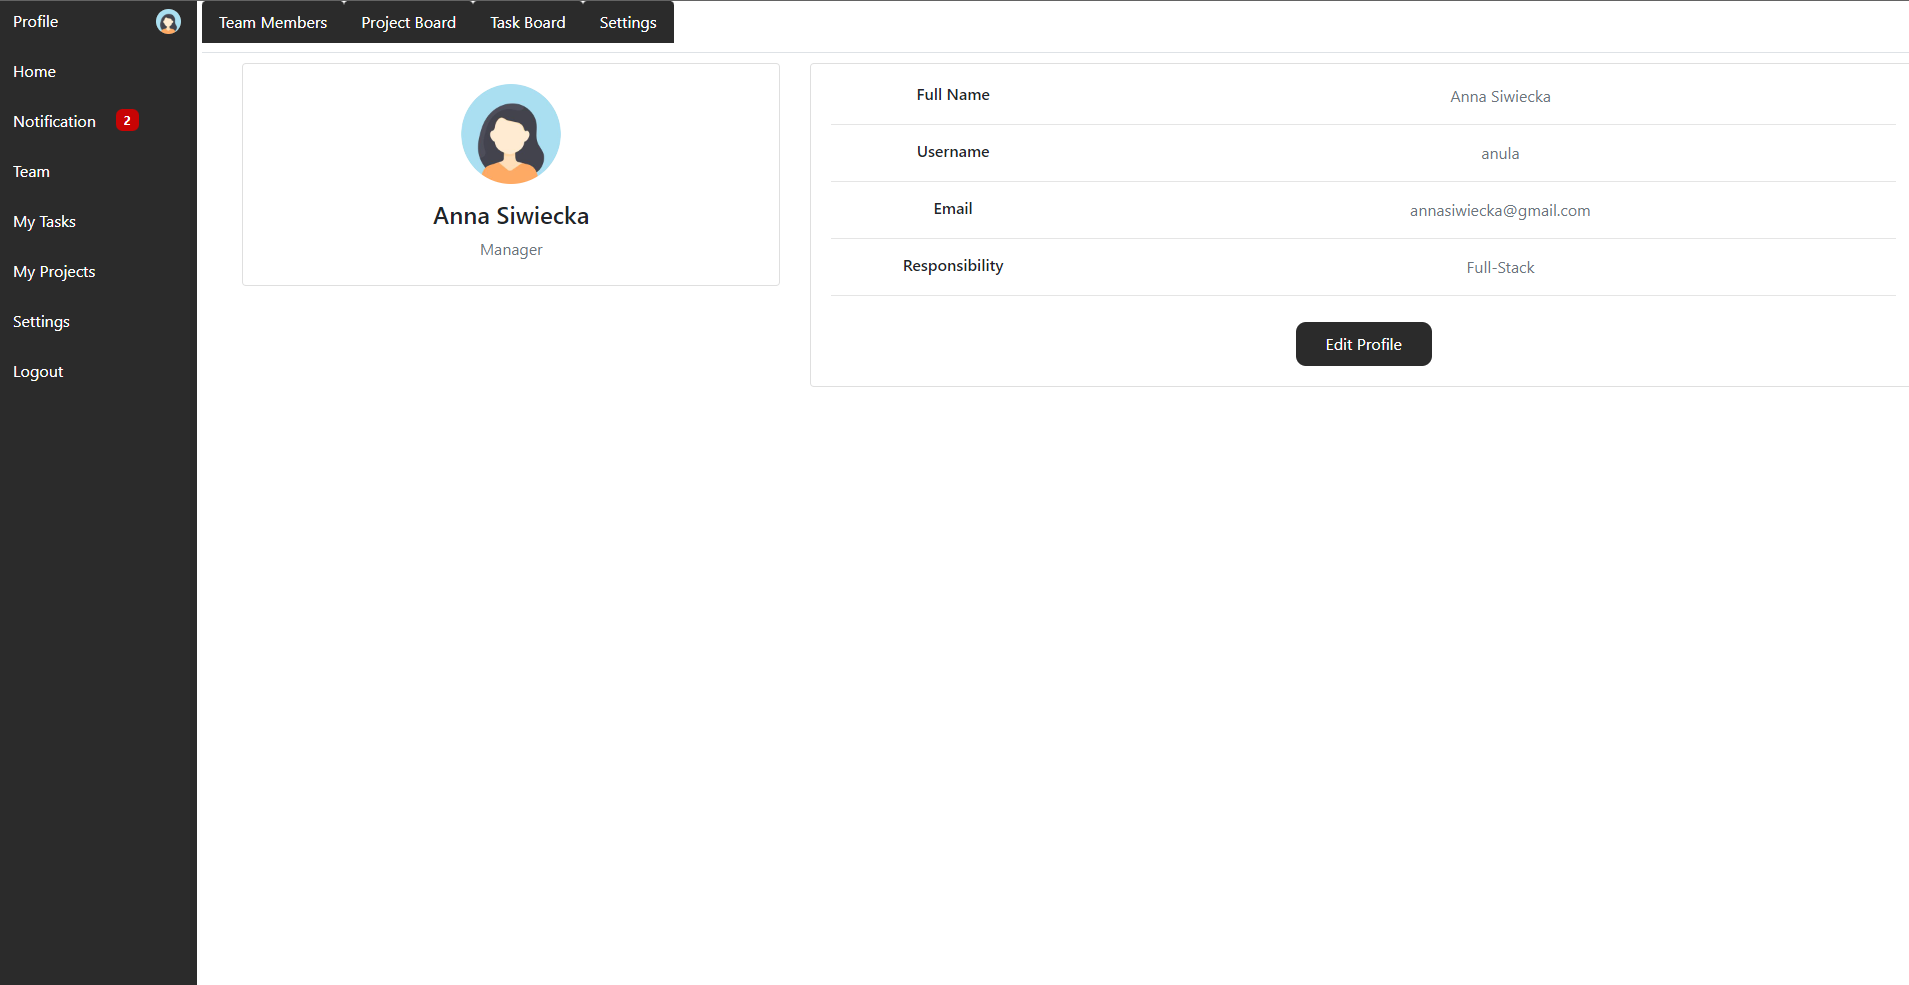 Profile
Home
Notification 2
Team
My Tasks
My Projects
Settings
Logout
Team Members Project Board Task Board Settings
Anna Siwiecka
Manager
Full Name Anna Siwiecka
Username anula
Email annasiwiecka@gmail.com
Responsibility Full-Stack
Edit Profile